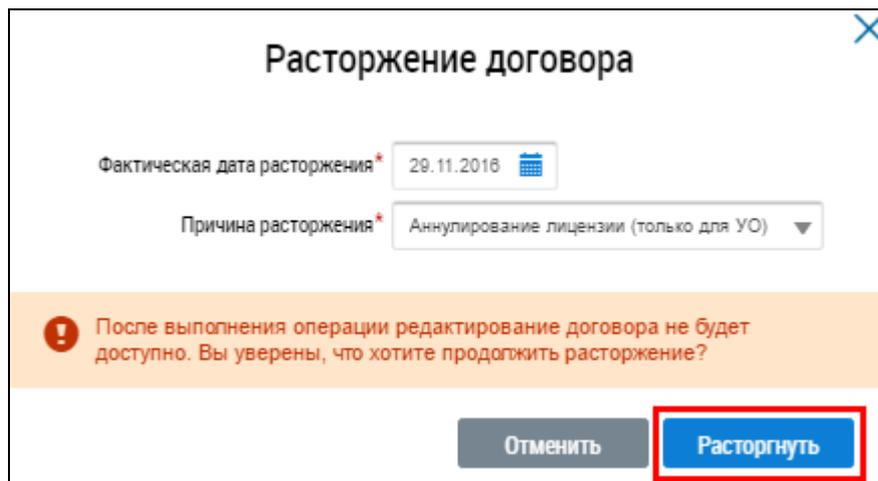 Расторжение договора
Фактическая дата расторжения* 29.11.2016
Причина расторжения* Аннулирование лицензии (только для УО)
После выполнения операции редактирование договора не будет
доступно. Вы уверены, что хотите продолжить расторжение?
Отменить Расторгнуть